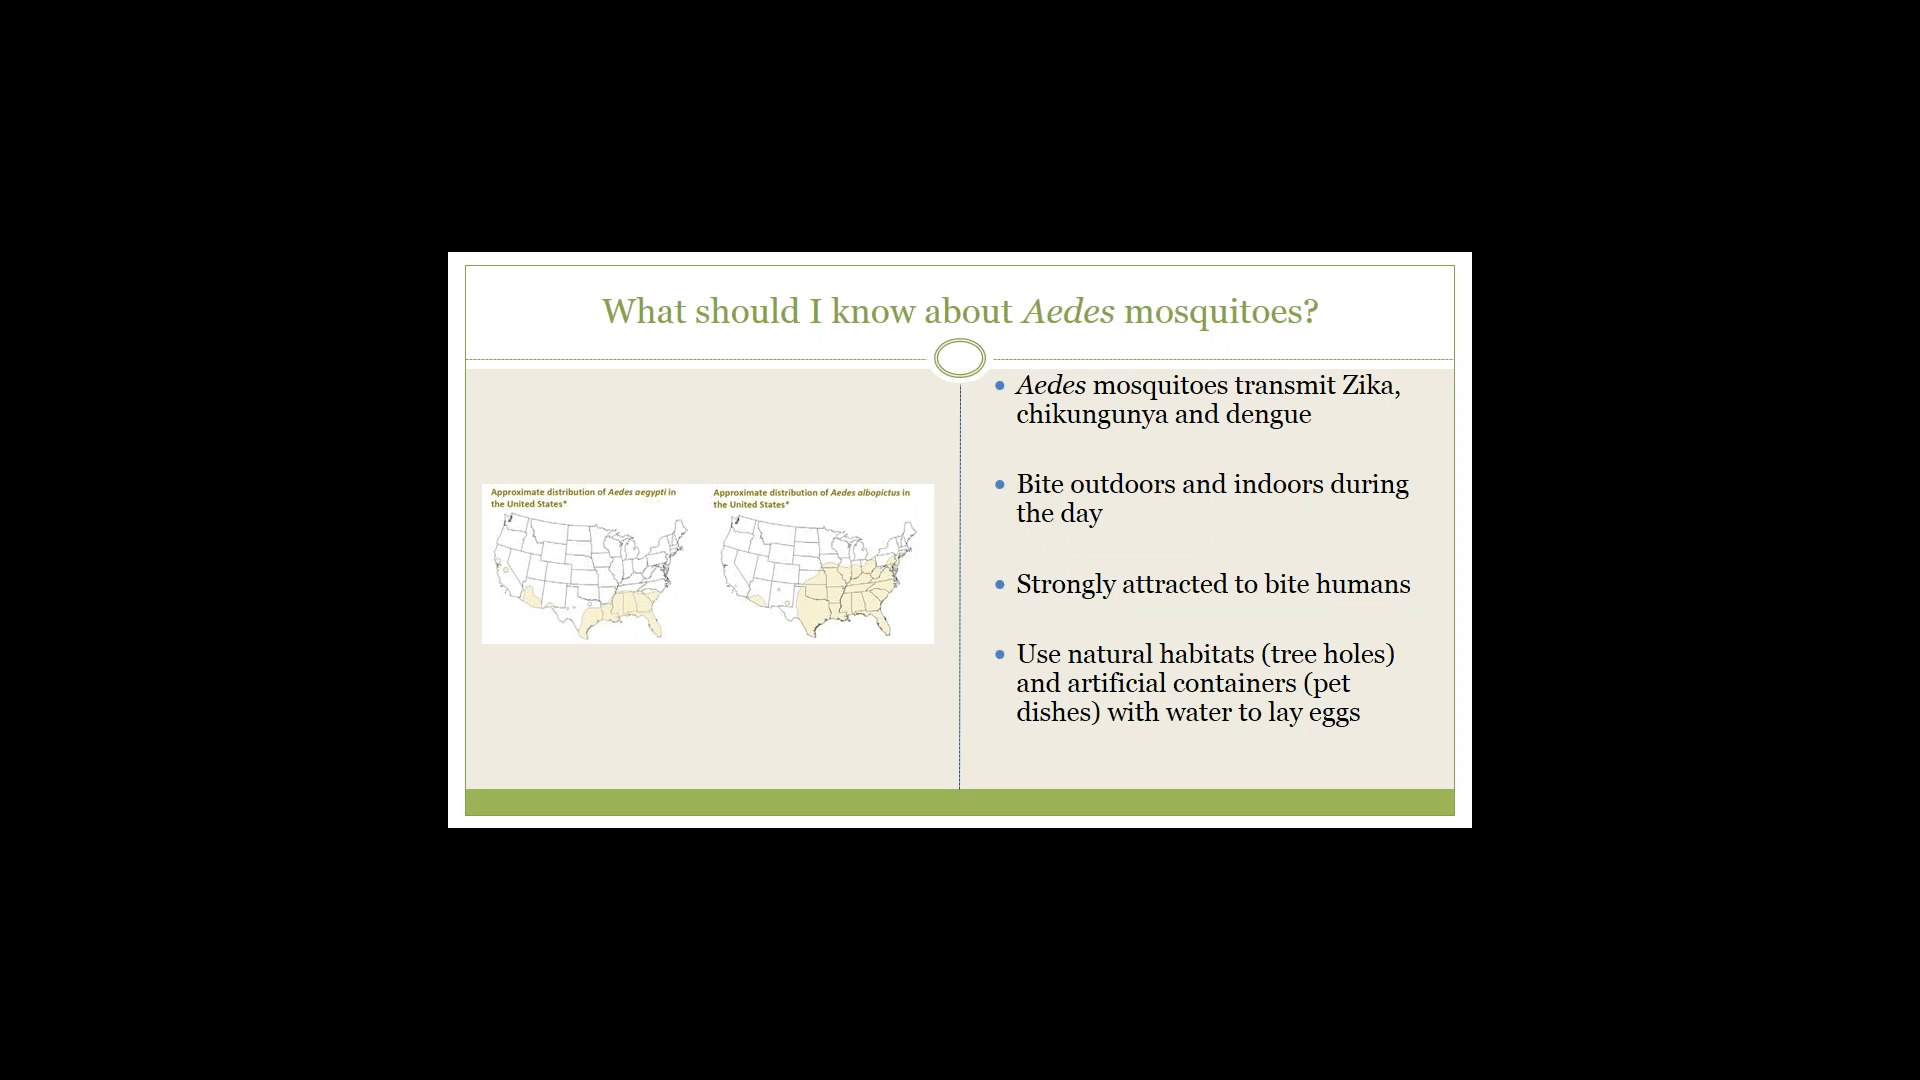 What should I know about Aedes mosquitoes?
Approximate distribution of Aedes aegypti in
the United States*
Approximate distribution of Aedes albopictus in
the United States*
• Aedes mosquitoes transmit Zika,
chikungunya and dengue
• Bite outdoors and indoors during
the day
• Strongly attracted to bite humans
• Use natural habitats (tree holes)
and artificial containers (pet
dishes) with water to lay eggs